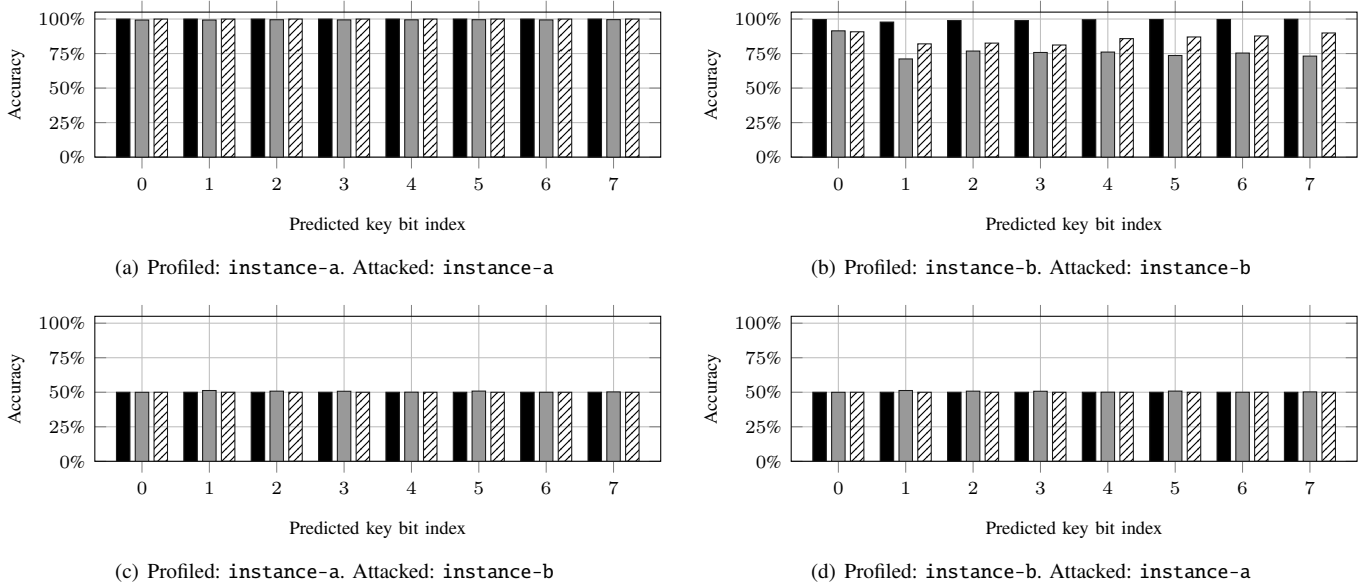 100%
75%
50%
25%
0%
Accuracy
0 1 2 3 4 5 6 7
Predicted key bit index
(a) Profiled: instance-a. Attacked: instance-a
100%
75%
50%
25%
0%
Accuracy
0 1 2 3 4 5 6 7
Predicted key bit index
(b) Profiled: instance-b. Attacked: instance-b
100%
75%
50%
25%
0%
Accuracy
0 1 2 3 4 5 6 7
Predicted key bit index
(c) Profiled: instance-a. Attacked: instance-b
100%
75%
50%
25%
0%
Accuracy
0 1 2 3 4 5 6 7
Predicted key bit index
(d) Profiled: instance-b. Attacked: instance-a